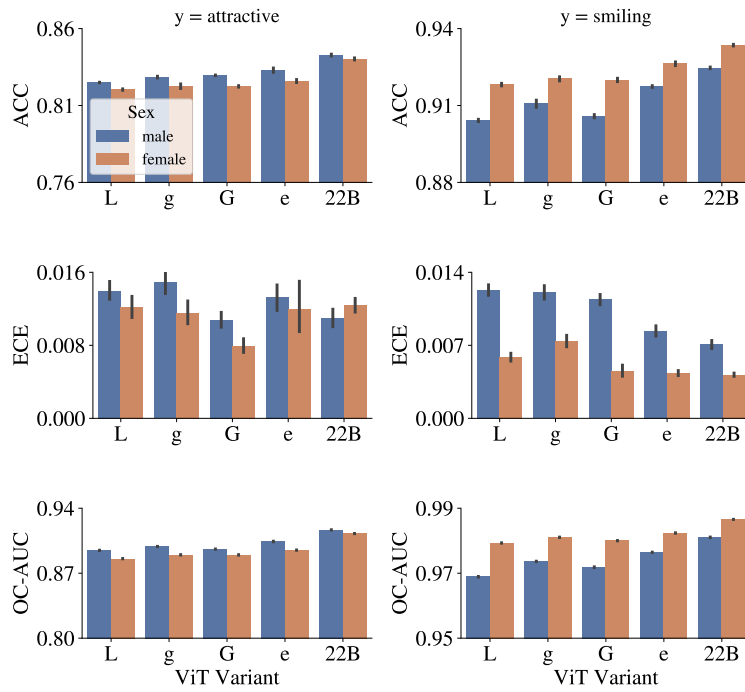 y = attractive
y = smiling
0.86
0.81
0.76
ACC
Sex
male
female
L g G e 22B
0.94
0.91
0.88
ACC
L g G e 22B
0.016
0.008
0.000
ECE
L g G e 22B
0.014
0.007
0.000
ECE
L g G e 22B
0.94
0.87
0.80
OC-AUC
L g G e 22B
ViT Variant
0.99
0.97
0.95
OC-AUC
L g G e 22B
ViT Variant